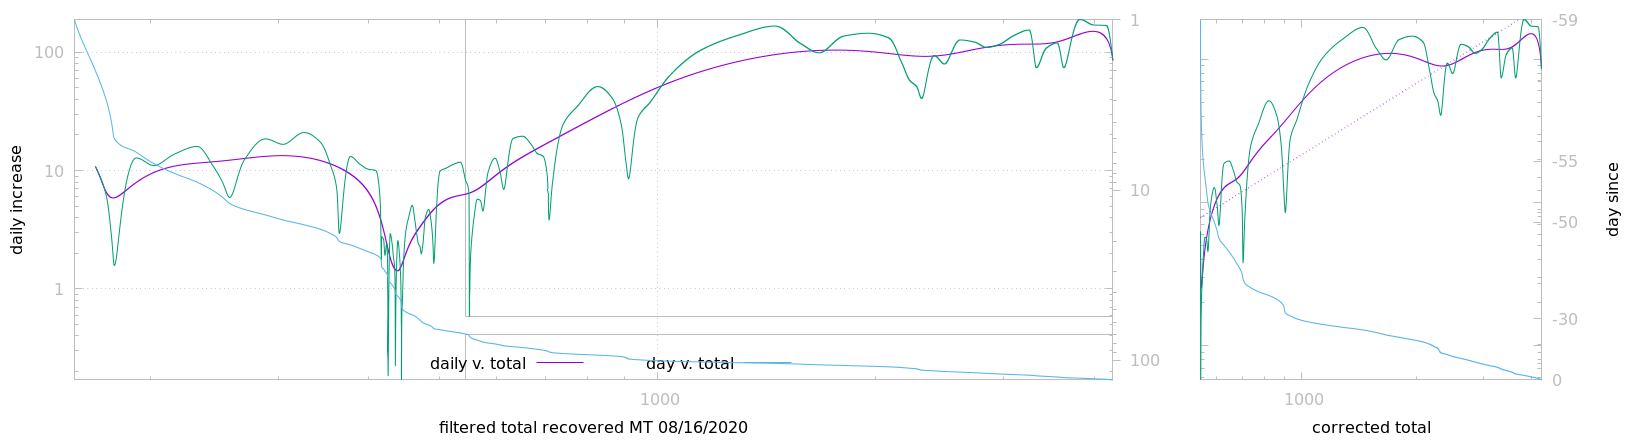 100
10
1
daily increase
1
10
100
daily v. total
day v. total
1000
filtered total recovered MT 08/16/2020
-59
-55
-50
-30
0
day since
1000
corrected total